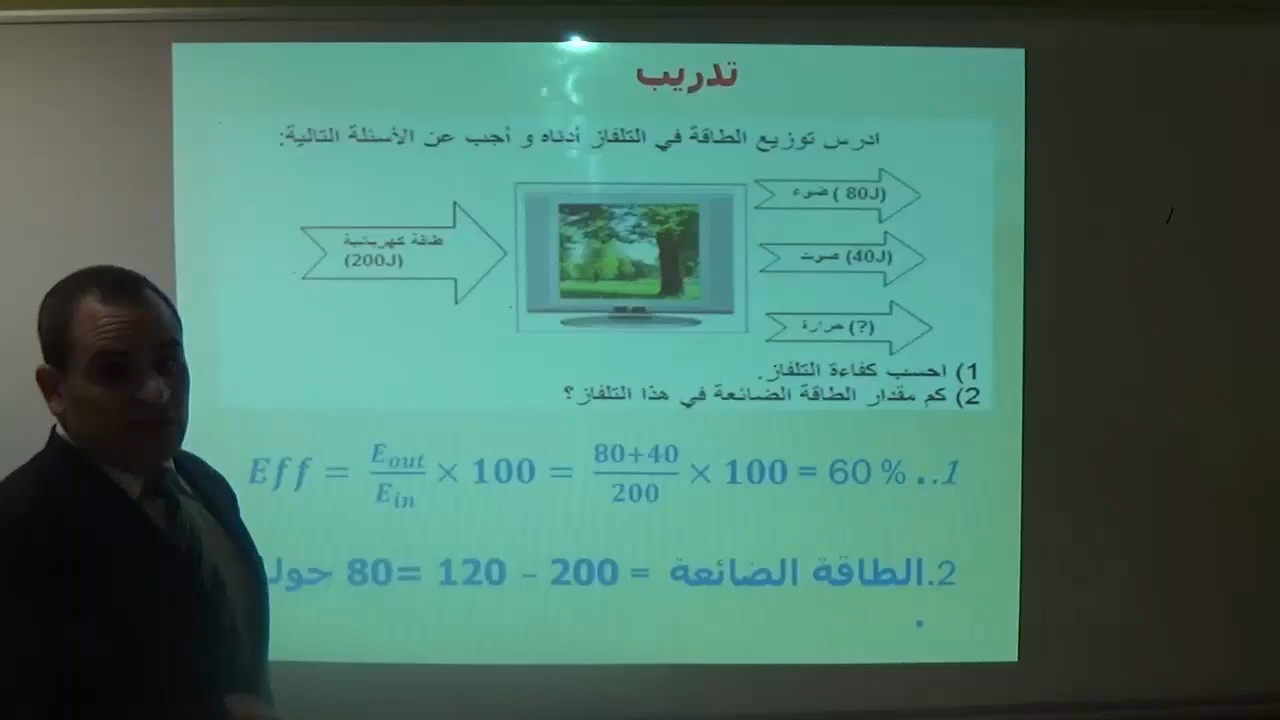 تدريب
ادرس توزيع الطاقة في التلفاز أدناه و أجب عن الأسئلة التالية:
طاقة كهربائية
(200J)
ضوء (80J)
صوت (40J)
حرارة (?)
1) احسب كفاءة التلفاز.
2) كم مقدار الطاقة الضائعة في هذا التلفاز؟
Eff = E_out/E_in × 100 = 80+40/200 × 100 = 60 % ..1
2.الطاقة الضائعة = 200 – 120 =80 جول
.